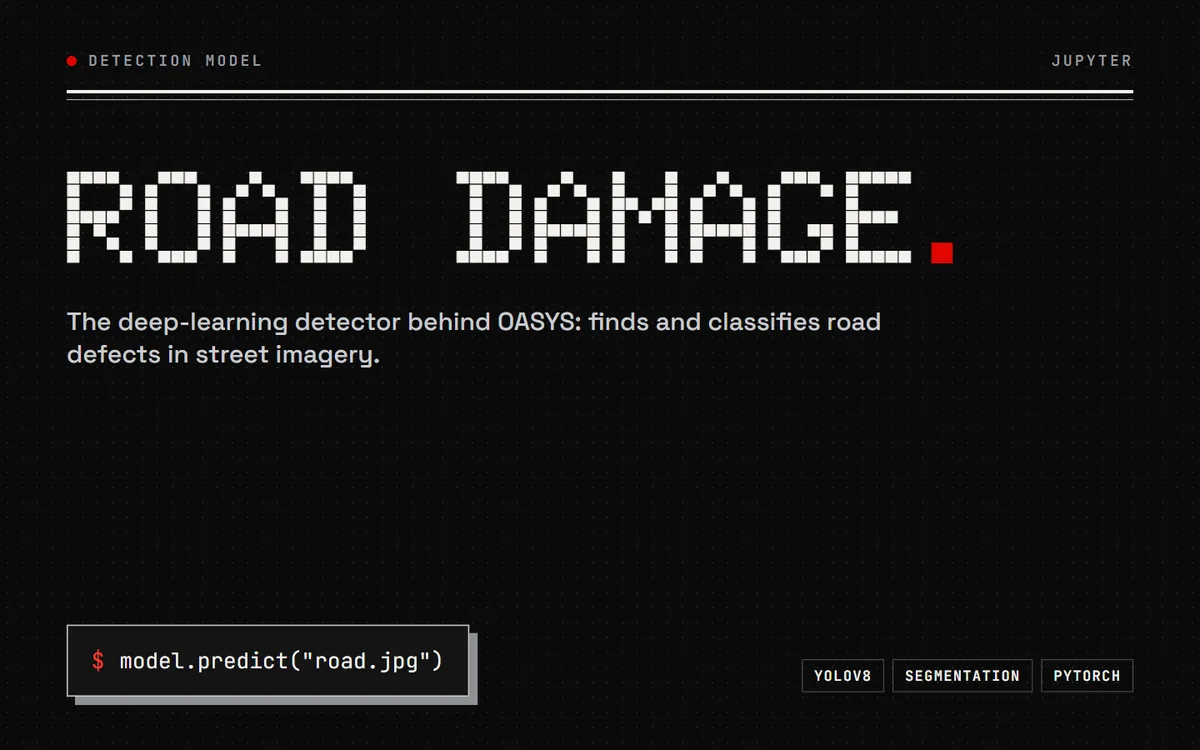 DETECTION MODEL
JUPYTER
ROAD DAMAGE.
The deep-learning detector behind OASYS: finds and classifies road
defects in street imagery.
$ model.predict("road.jpg")
YOLOV8
SEGMENTATION
PYTORCH